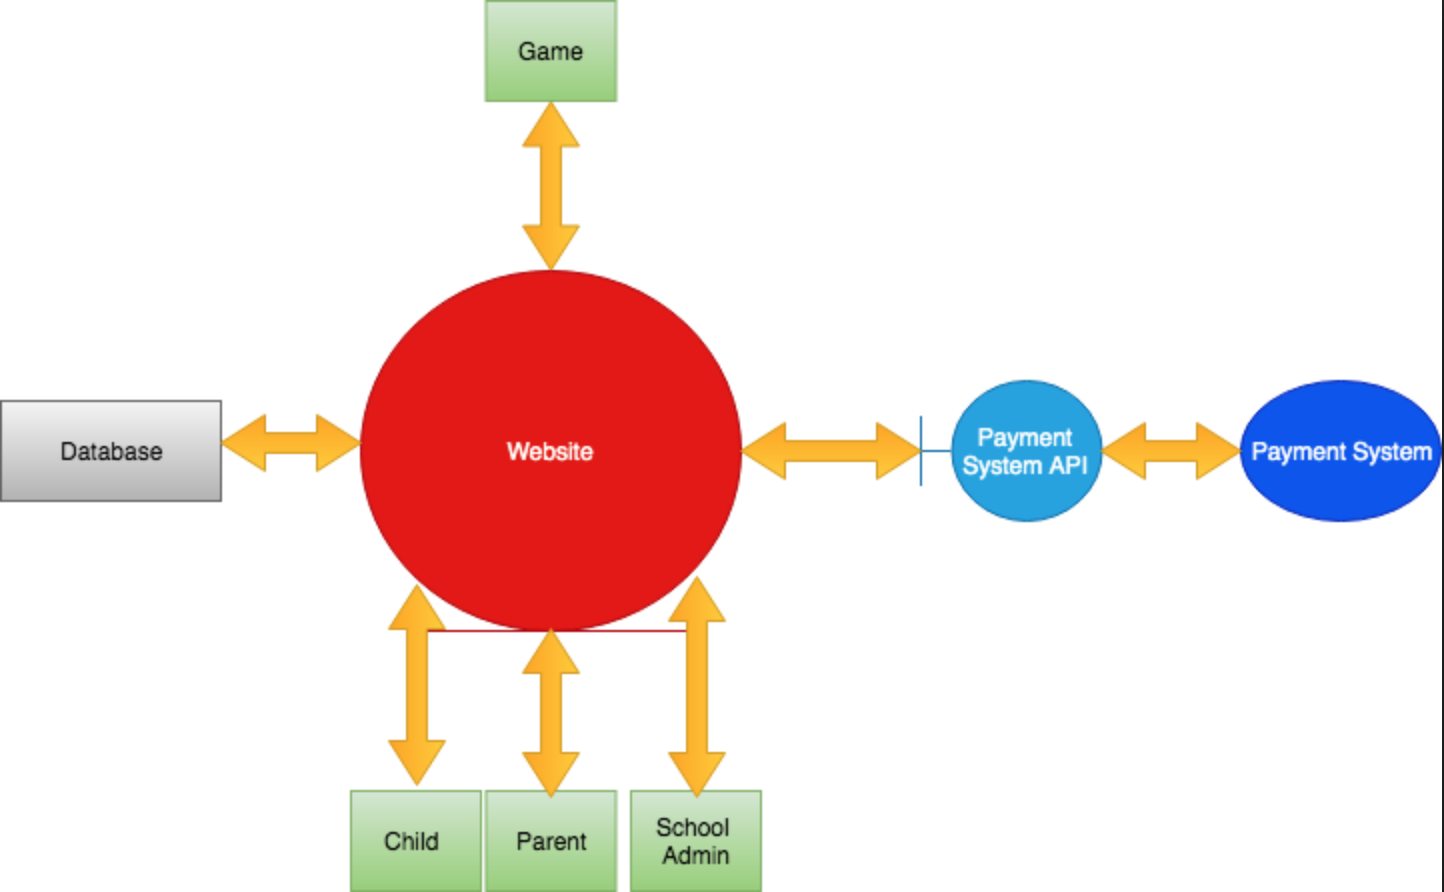 Game
Database
Website
Payment
System API
Payment System
Child
Parent
School
Admin